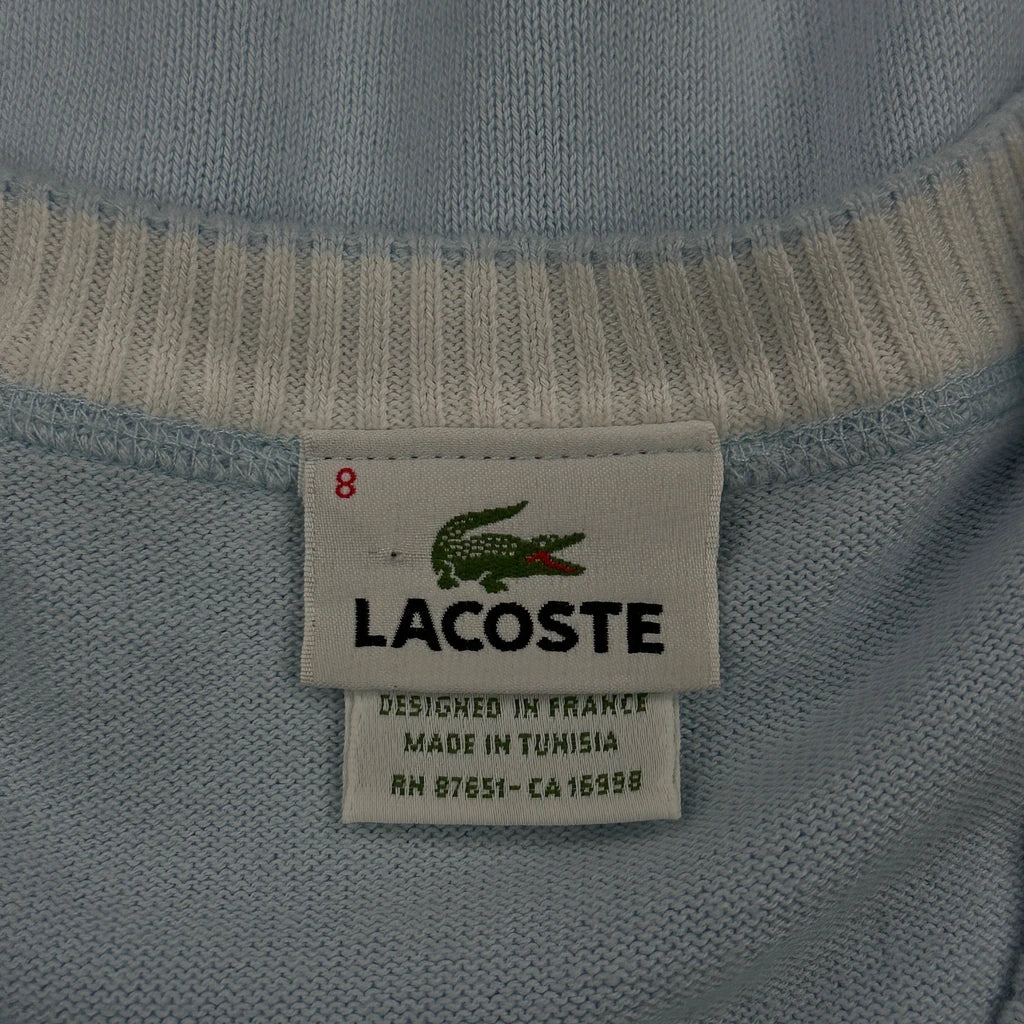 8
LACOSTE
DESIGNED IN FRANCE
MADE IN TUNISIA
RN 87651- CA 16998